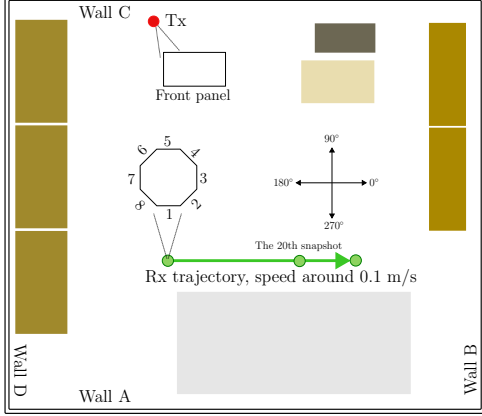 Wall C
Tx
Front panel
5
6
4
7
3
8
2
1
90°
180°
0°
270°
The 20th snapshot
Rx trajectory, speed around 0.1 m/s
Wall D
Wall B
Wall A